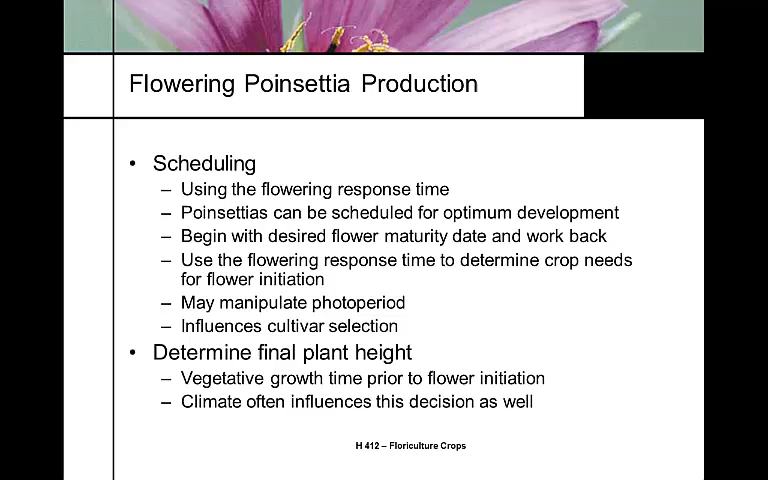 Flowering Poinsettia Production
• Scheduling
– Using the flowering response time
– Poinsettias can be scheduled for optimum development
– Begin with desired flower maturity date and work back
– Use the flowering response time to determine crop needs
for flower initiation
– May manipulate photoperiod
– Influences cultivar selection
• Determine final plant height
– Vegetative growth time prior to flower initiation
– Climate often influences this decision as well
H 412 – Floriculture Crops